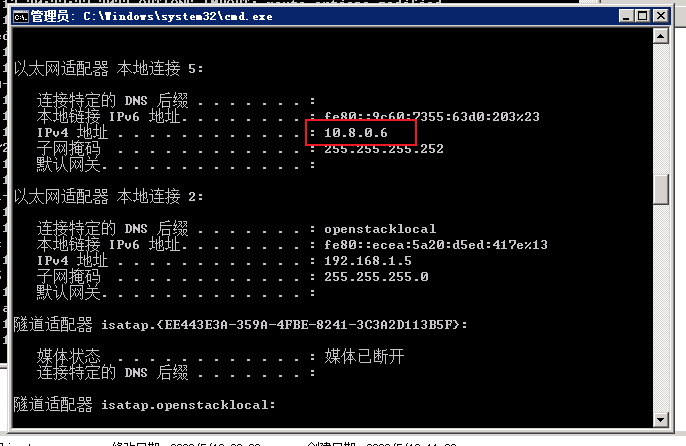 管理员: C:\Windows\system32\cmd.exe
以太网适配器 本地连接 5:
连接特定的 DNS 后缀 . . . . . . . :
本地链接 IPv6 地址. . . . . . . . : fe80::9c60:7355:63d0:203%23
IPv4 地址 . . . . . . . . . . . . : 10.8.0.6
子网掩码 . . . . . . . . . . . . : 255.255.255.252
默认网关. . . . . . . . . . . . . :
以太网适配器 本地连接 2:
连接特定的 DNS 后缀 . . . . . . . : openstacklocal
本地链接 IPv6 地址. . . . . . . . : fe80::ecea:5a20:d5ed:417e%13
IPv4 地址 . . . . . . . . . . . . : 192.168.1.5
子网掩码 . . . . . . . . . . . . : 255.255.255.0
默认网关. . . . . . . . . . . . . :
隧道适配器 isatap.{EE443E3A-359A-4FBE-8241-3C3A2D113B5F}:
媒体状态 . . . . . . . . . . . . : 媒体已断开
连接特定的 DNS 后缀 . . . . . . . :
隧道适配器 isatap.openstacklocal: